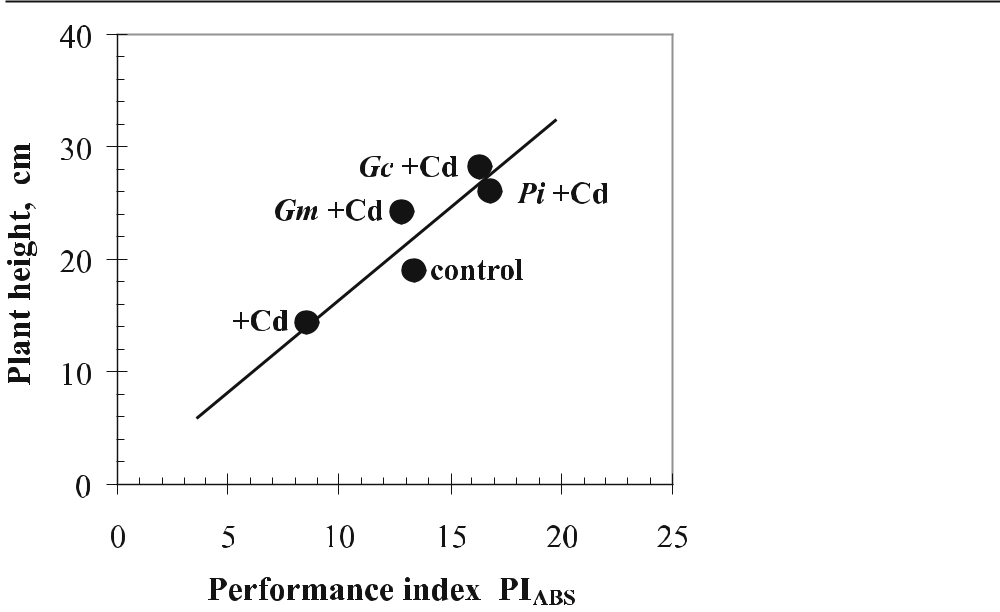 40
30
20
10
0
Plant height, cm
Gc +Cd
Pi +Cd
Gm +Cd
control
+Cd
0 5 10 15 20 25
Performance index PIABS